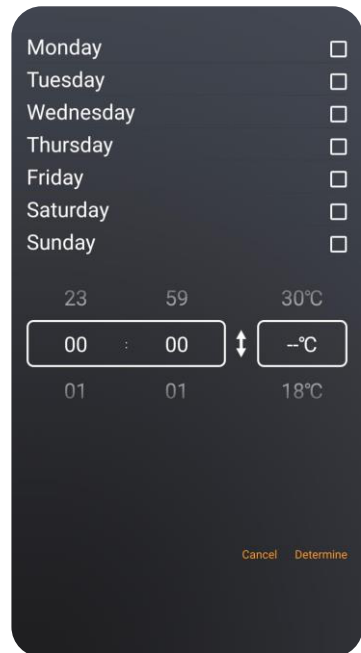 Monday
Tuesday
Wednesday
Thursday
Friday
Saturday
Sunday
23 59 30℃
00 : 00 --℃
01 01 18℃
Cancel Determine